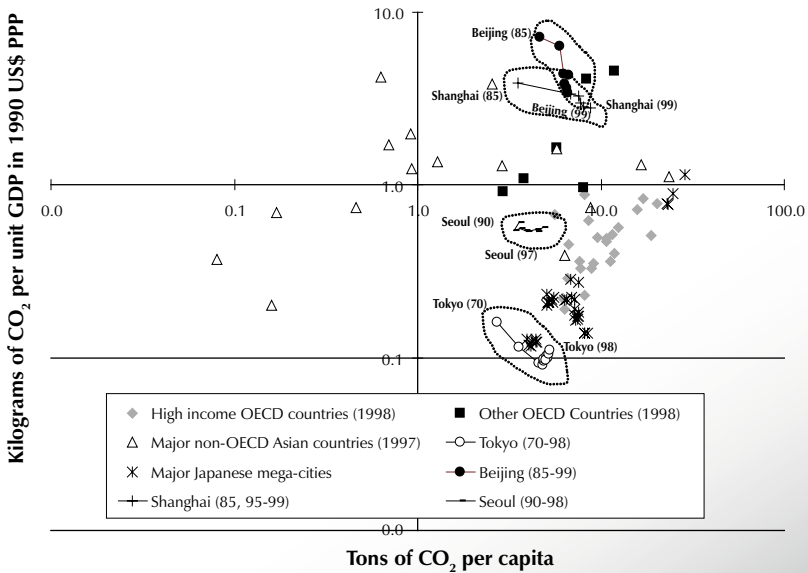 Kilograms of CO2 per unit GDP in 1990 US$ PPP
10.0
Beijing (85)
Shanghai (85)
Beijing (99)
Shanghai (99)
1.0
0.0
0.1
1.0
10.0
100.0
Seoul (90)
Seoul (97)
Tokyo (70)
Tokyo (98)
0.1
High income OECD countries (1998)
Other OECD Countries (1998)
Major non-OECD Asian countries (1997)
Tokyo (70-98)
Major Japanese mega-cities
Beijing (85-99)
Shanghai (85, 95-99)
Seoul (90-98)
0.0
Tons of CO2 per capita